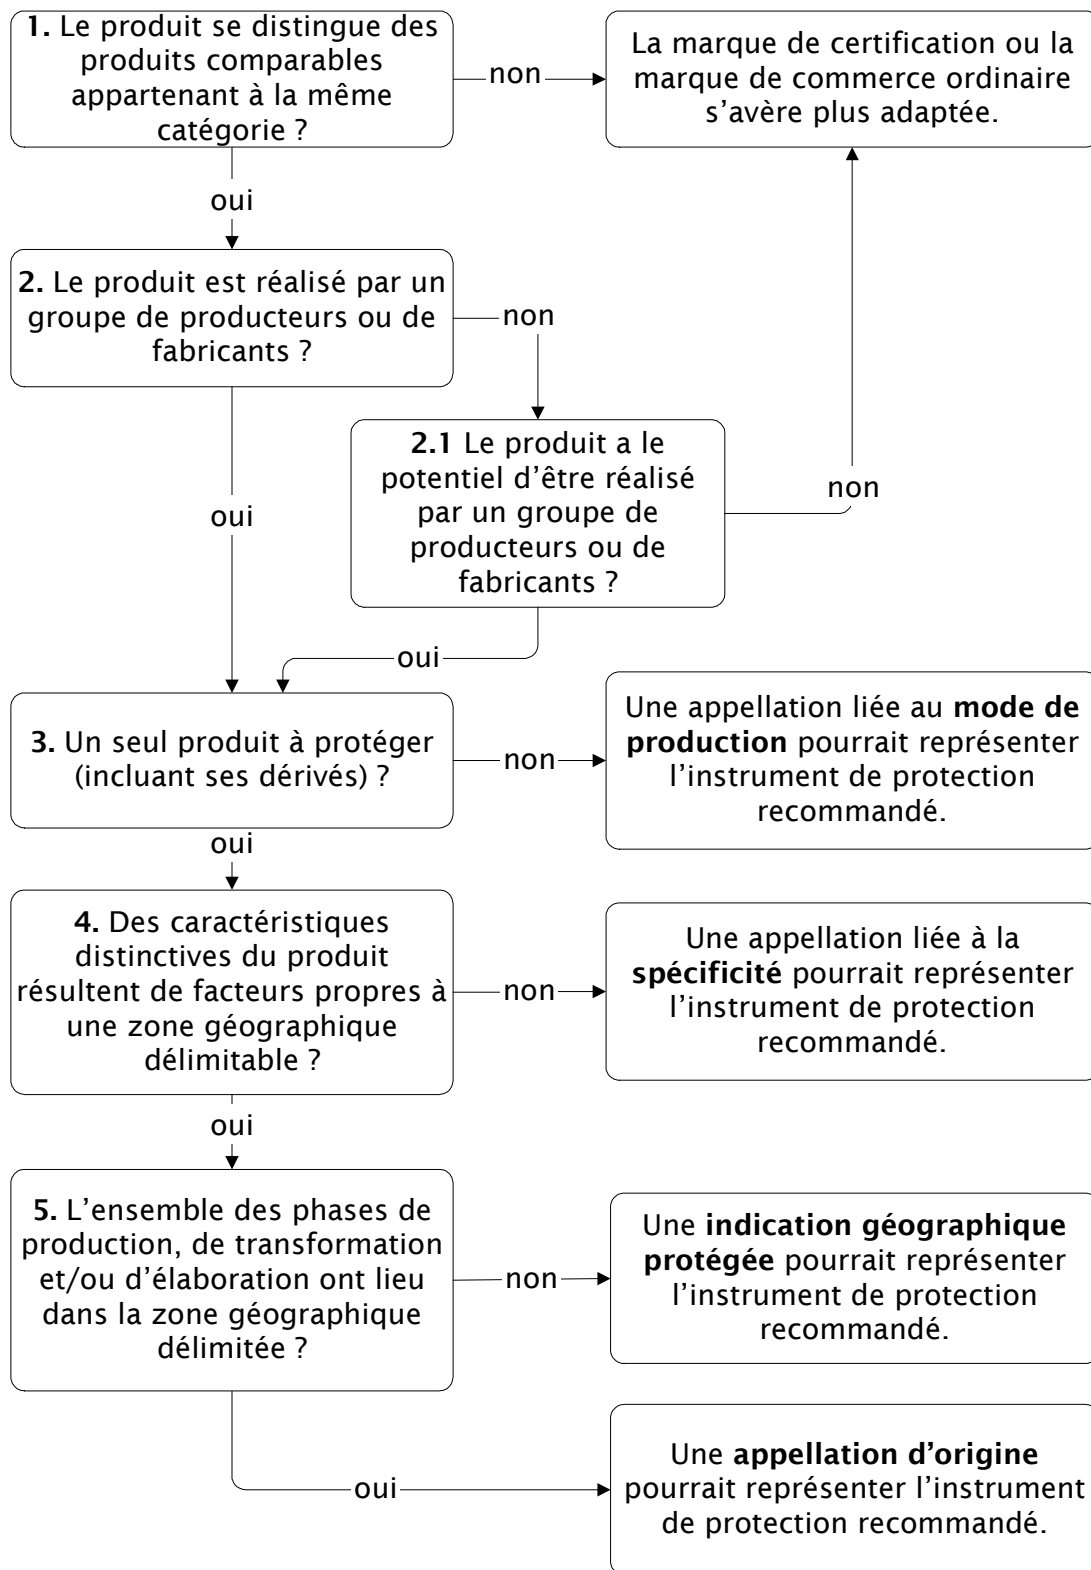 1. Le produit se distingue des
produits comparables
appartenant à la même
catégorie ?
non
La marque de certification ou la
marque de commerce ordinaire
s’avère plus adaptée.
oui
2. Le produit est réalisé par un
groupe de producteurs ou de
fabricants ?
non
2.1 Le produit a le
potentiel d’être réalisé
par un groupe de
producteurs ou de
fabricants ?
non
oui
oui
3. Un seul produit à protéger
(incluant ses dérivés) ?
non
Une appellation liée au mode de
production pourrait représenter
l’instrument de protection
recommandé.
oui
4. Des caractéristiques
distinctives du produit
résultent de facteurs propres à
une zone géographique
délimitable ?
non
Une appellation liée à la
spécificité pourrait représenter
l’instrument de protection
recommandé.
oui
5. L’ensemble des phases de
production, de transformation
et/ou d’élaboration ont lieu
dans la zone géographique
délimitée ?
non
Une indication géographique
protégée pourrait représenter
l’instrument de protection
recommandé.
oui
Une appellation d’origine
pourrait représenter l’instrument
de protection recommandé.